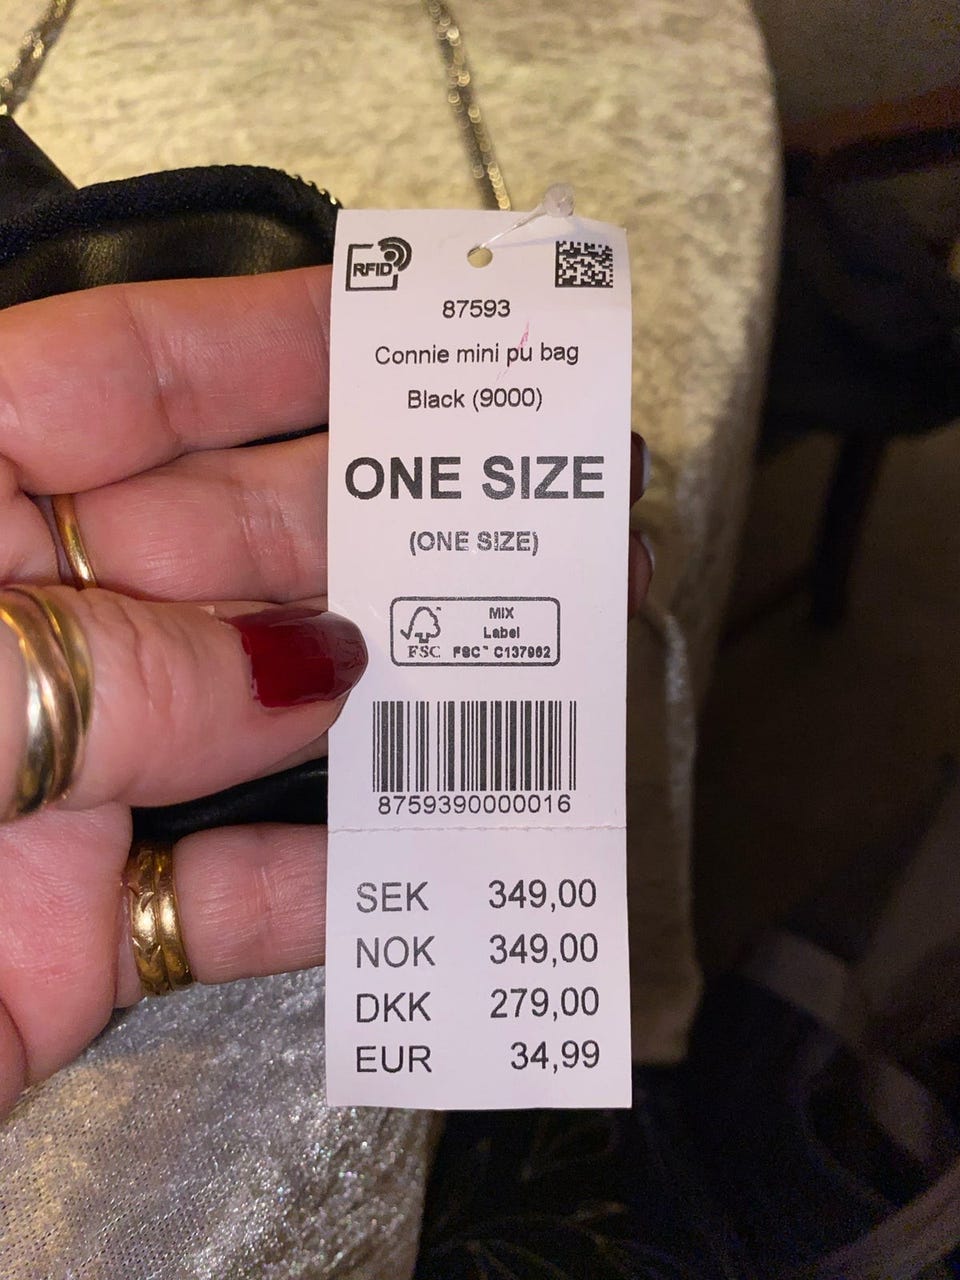 RFID
87593
Connie mini pu bag
Black (9000)
ONE SIZE
(ONE SIZE)
MIX
Label
FSC FSC™ C137962
8759390000016
SEK 349,00
NOK 349,00
DKK 279,00
EUR 34,99